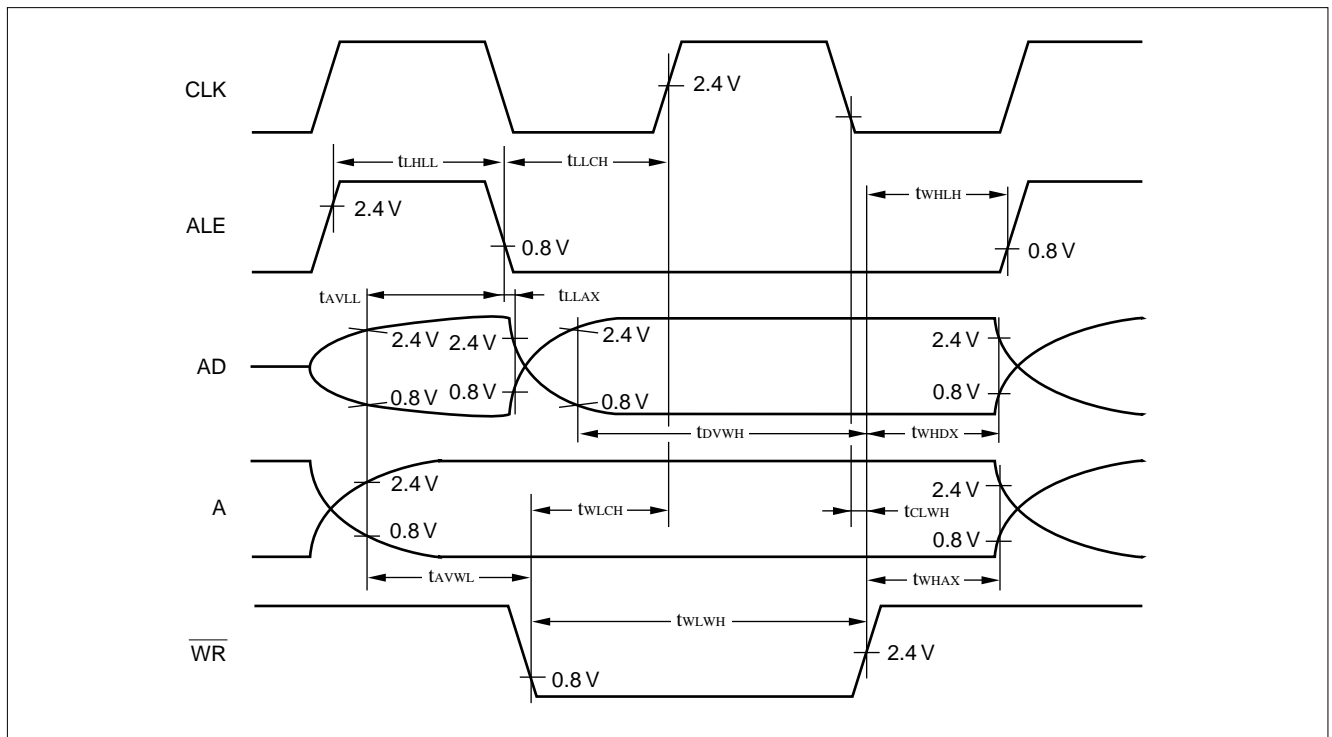 CLK
2.4 V
tLHLL
tLLCH
tWHLH
ALE
2.4 V
0.8 V
0.8 V
tAVLL
tLLAX
AD
2.4 V
2.4 V
2.4 V
2.4 V
0.8 V
0.8 V
0.8 V
0.8 V
tDVWH
tWHDX
A
2.4 V
2.4 V
tWLCH
tCLWH
0.8 V
0.8 V
tAVWL
tWHAX
tWLWH
WR
2.4 V
0.8 V